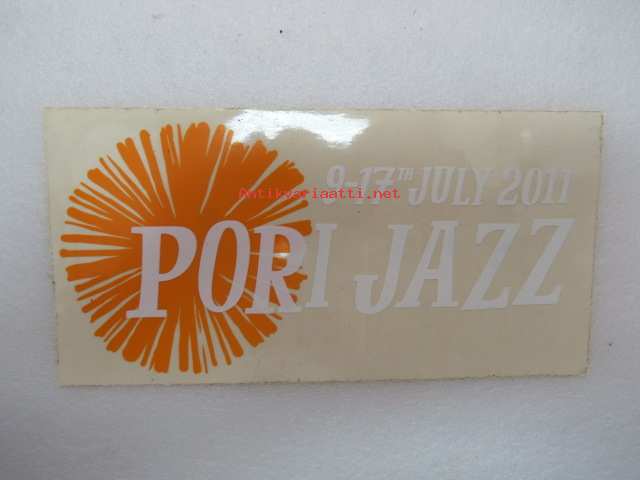 9-17TH JULY 2011
Antikvariaatti.net
PORI JAZZ